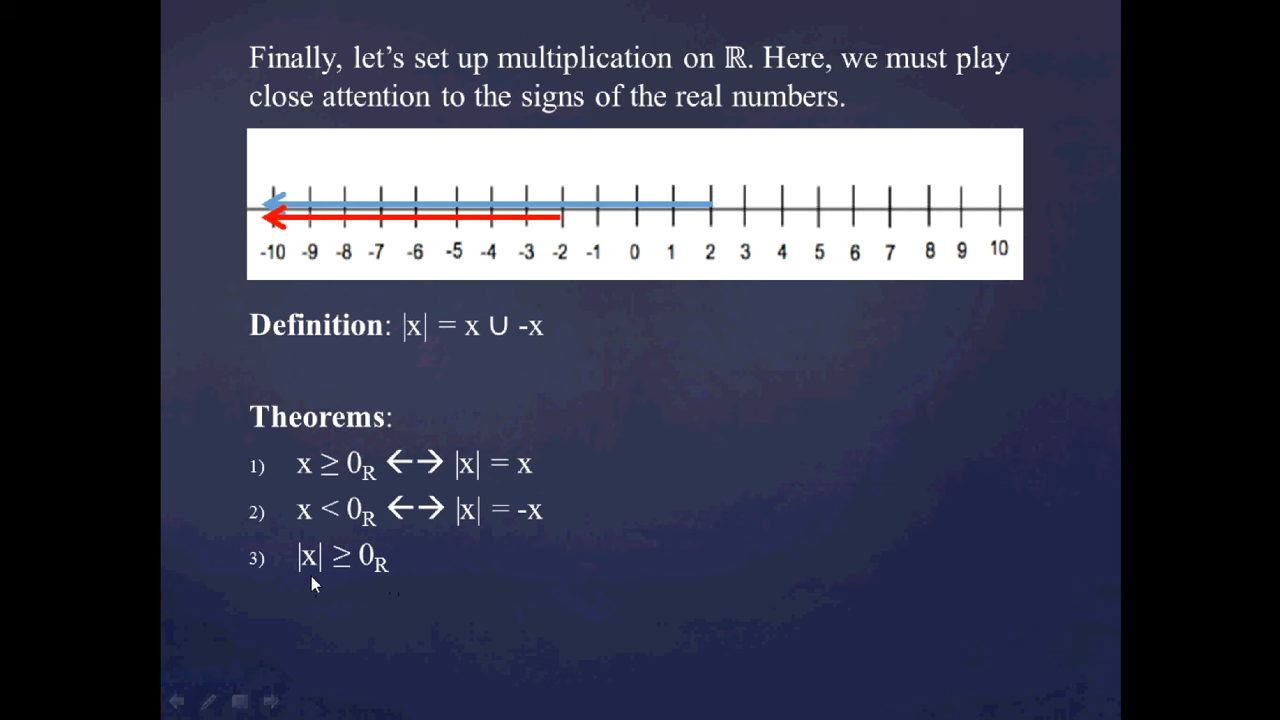 Finally, let’s set up multiplication on ℝ. Here, we must play
close attention to the signs of the real numbers.
-10 -9 -8 -7 -6 -5 -4 -3 -2 -1 0 1 2 3 4 5 6 7 8 9 10
Definition: |x| = x ∪ -x
Theorems:
1) x ≥ 0R ←→ |x| = x
2) x < 0R ←→ |x| = -x
3) |x| ≥ 0R